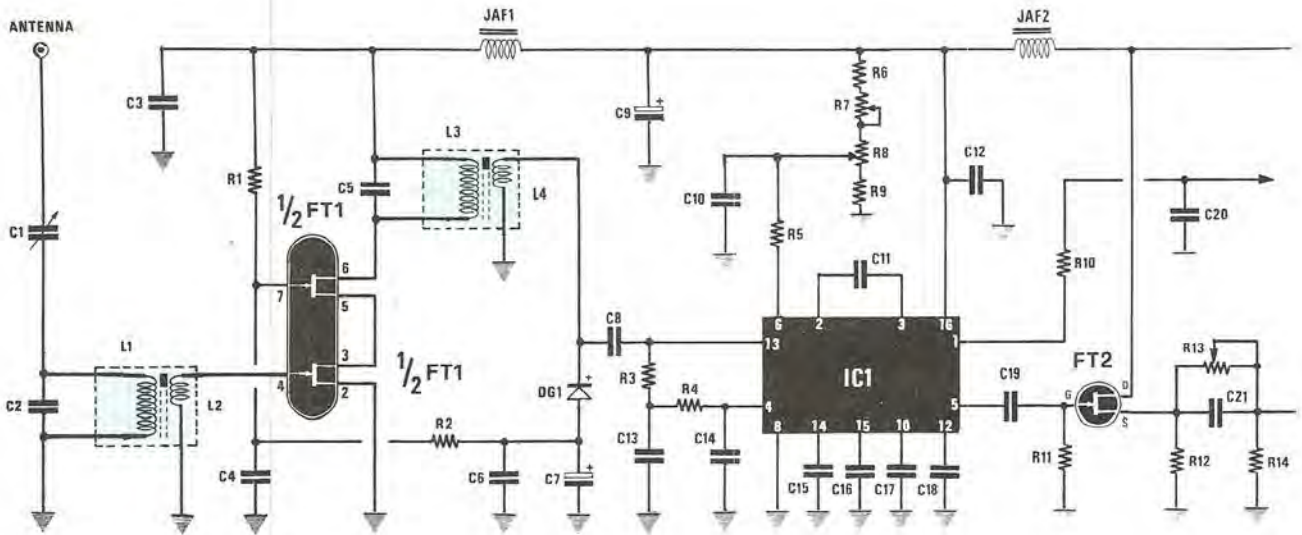 ANTENNA
JAF1
JAF2
C3
R1
C9
R6
R7
R8
R9
C12
L3
L4
C5
C10
R5
C20
R10
C1
1/2 FT1
6
7
5
3
4
2
1/2 FT1
C11
C8
6
2
3
16
13
1
IC1
4
5
8
14
15
10
12
L1
L2
C2
R3
R4
DG1
C19
FT2
G
D
S
R13
C21
R2
C4
C6
C7
+
C13
C14
C15
C16
C17
C18
R11
R12
R14